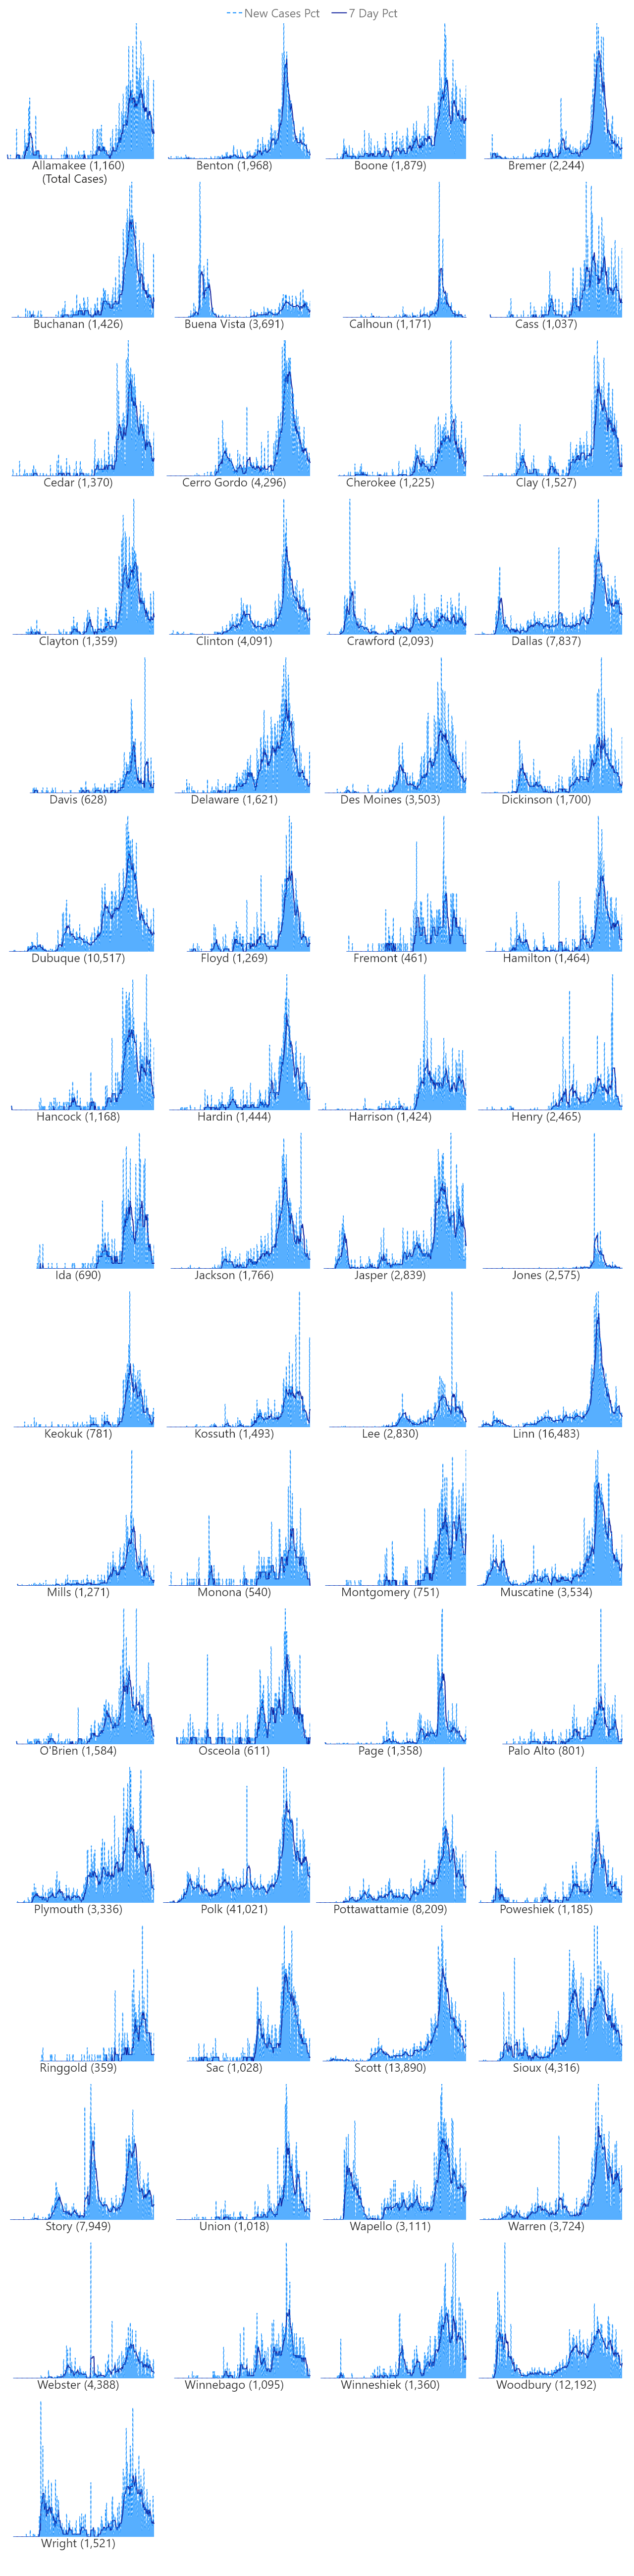 New Cases Pct 7 Day Pct
Allamakee (1,160) Benton (1,968) Boone (1,879) Bremer (2,244)
(Total Cases)
Buchanan (1,426) Buena Vista (3,691) Calhoun (1,171) Cass (1,037)
Cedar (1,370) Cerro Gordo (4,296) Cherokee (1,225) Clay (1,527)
Clayton (1,359) Clinton (4,091) Crawford (2,093) Dallas (7,837)
Davis (628) Delaware (1,621) Des Moines (3,503) Dickinson (1,700)
Dubuque (10,517) Floyd (1,269) Fremont (461) Hamilton (1,464)
Hancock (1,168) Hardin (1,444) Harrison (1,424) Henry (2,465)
Ida (690) Jackson (1,766) Jasper (2,839) Jones (2,575)
Keokuk (781) Kossuth (1,493) Lee (2,830) Linn (16,483)
Mills (1,271) Monona (540) Montgomery (751) Muscatine (3,534)
O'Brien (1,584) Osceola (611) Page (1,358) Palo Alto (801)
Plymouth (3,336) Polk (41,021) Pottawattamie (8,209) Poweshiek (1,185)
Ringgold (359) Sac (1,028) Scott (13,890) Sioux (4,316)
Story (7,949) Union (1,018) Wapello (3,111) Warren (3,724)
Webster (4,388) Winnebago (1,095) Winneshiek (1,360) Woodbury (12,192)
Wright (1,521)